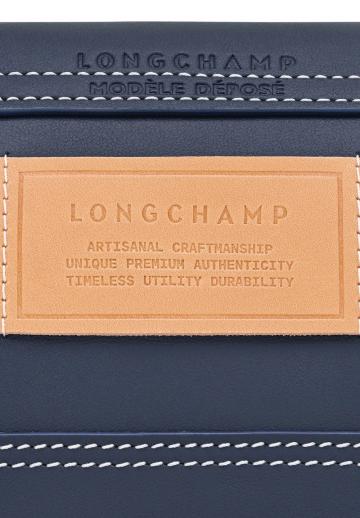 LONGCHAMP
MODÈLE DÉPOSÉ
LONGCHAMP
ARTISANAL CRAFTMANSHIP
UNIQUE PREMIUM AUTHENTICITY
TIMELESS UTILITY DURABILITY